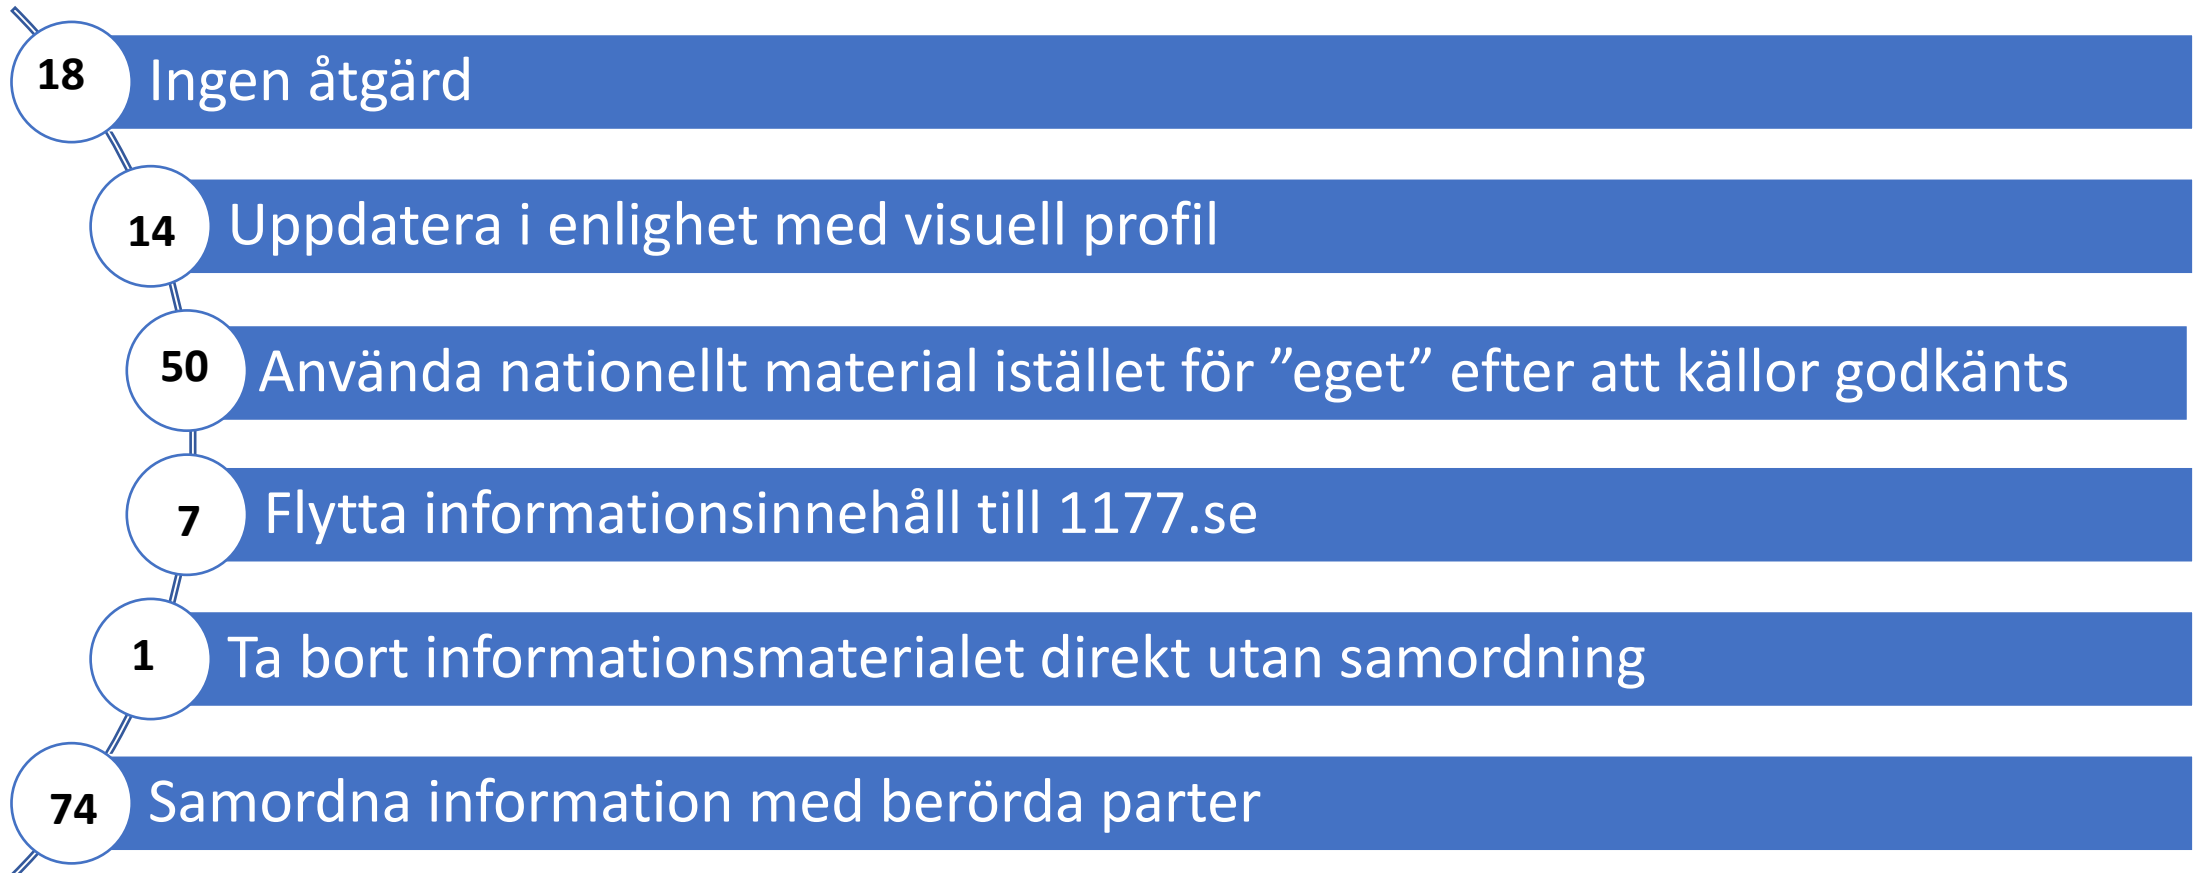 18 Ingen åtgärd
14 Uppdatera i enlighet med visuell profil
50 Använda nationellt material istället för ”eget” efter att källor godkänts
7 Flytta informationsinnehåll till 1177.se
1 Ta bort informationsmaterialet direkt utan samordning
74 Samordna information med berörda parter